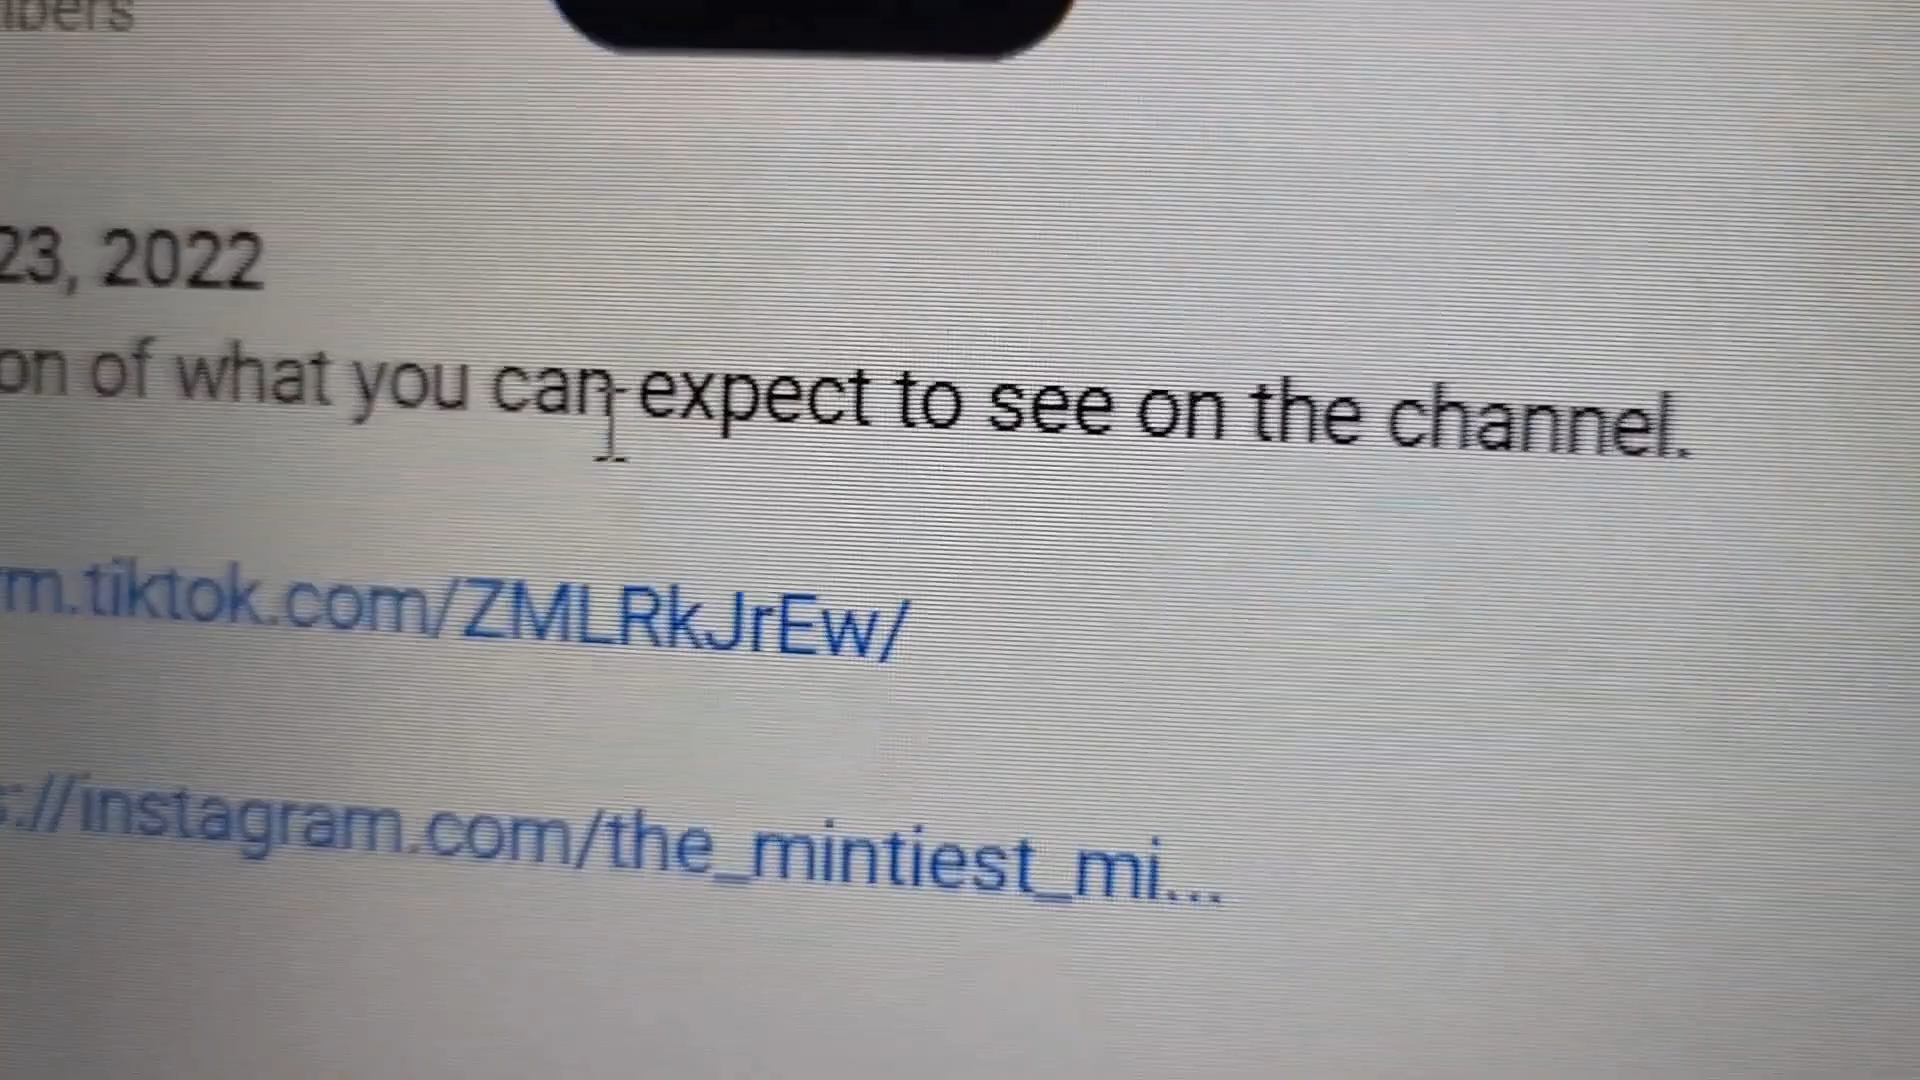 23, 2022
on of what you can expect to see on the channel.
m.tiktok.com/ZMLRkJrEw/
://instagram.com/the_mintiest_mi...